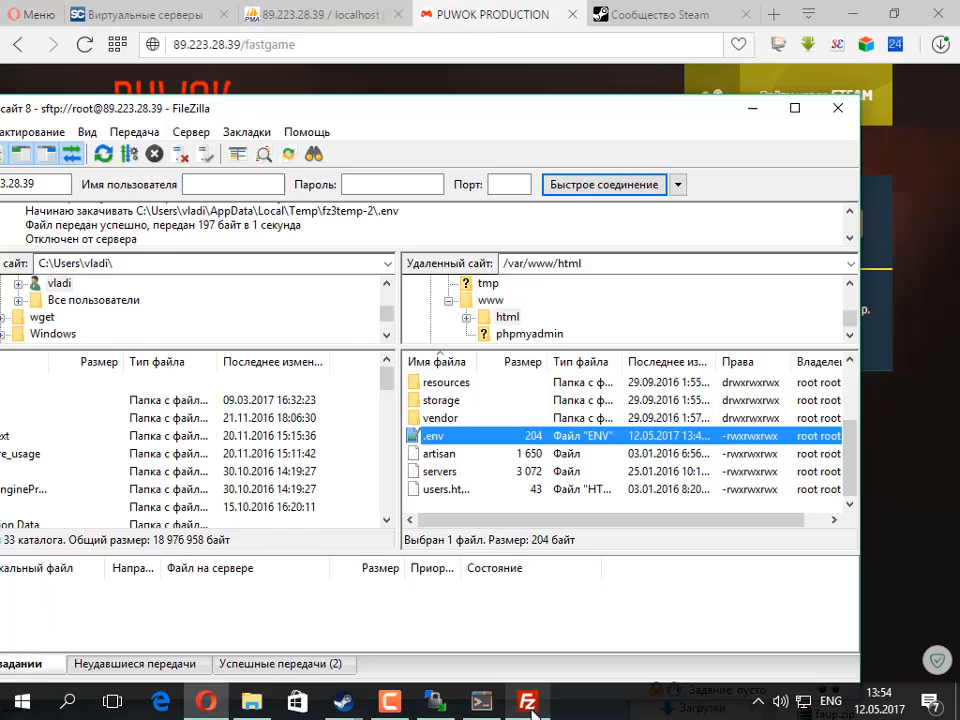 Меню
Виртуальные серверы
89.223.28.39 / localhost
PUWOK PRODUCTION
Сообщество Steam
89.223.28.39/fastgame
24
STEAM
сайт 8 - sftp://root@89.223.28.39 - FileZilla
актирование Вид Передача Сервер Закладки Помощь
3.28.39 Имя пользователя Пароль: Порт: Быстрое соединение
Начинаю закачивать C:\Users\vladi\AppData\Local\Temp\fz3temp-2\.env
Файл передан успешно, передан 197 байт в 1 секунда
Отключен от сервера
сайт: C:\Users\vladi\
Удаленный сайт: /var/www/html
vladi
Все пользователи
wget
Windows
tmp
www
html
phpmyadmin
Размер Тип файла Последнее измен...
Папка с файл... 09.03.2017 16:32:23
Папка с файл... 21.11.2016 18:06:30
ext Папка с файл... 20.11.2016 15:15:36
re_usage Папка с файл... 20.11.2016 15:11:42
Папка с файл... 30.10.2016 14:19:27
nginePr... Папка с файл... 30.10.2016 14:19:27
Папка с файл... 15.10.2016 16:20:11
ion Data
33 каталога. Общий размер: 18 976 958 байт
Имя файла Размер Тип файла Последнее из... Права Владелец
resources Папка с ф... 29.09.2016 1:55... drwxrwxrwx root root
storage Папка с ф... 29.09.2016 1:55... drwxrwxrwx root root
vendor Папка с ф... 29.09.2016 1:57... drwxrwxrwx root root
.env 204 Файл "ENV" 12.05.2017 13:4... -rwxrwxrwx root root
artisan 1 650 Файл 03.01.2016 6:56... -rwxrwxrwx root root
servers 3 072 Файл 25.01.2016 10:1... -rwxrwxrwx root root
users.ht... 43 Файл "HT... 03.01.2016 8:20... -rwxrwxrwx root root
Выбран 1 файл. Размер: 204 байт
кальный файл Напра... Файл на сервере Размер Приор... Состояние
задании Неудавшиеся передачи Успешные передачи (2)
Задание: пусто
Загрузки
faup.zip
ENG
13:54
12.05.2017
7